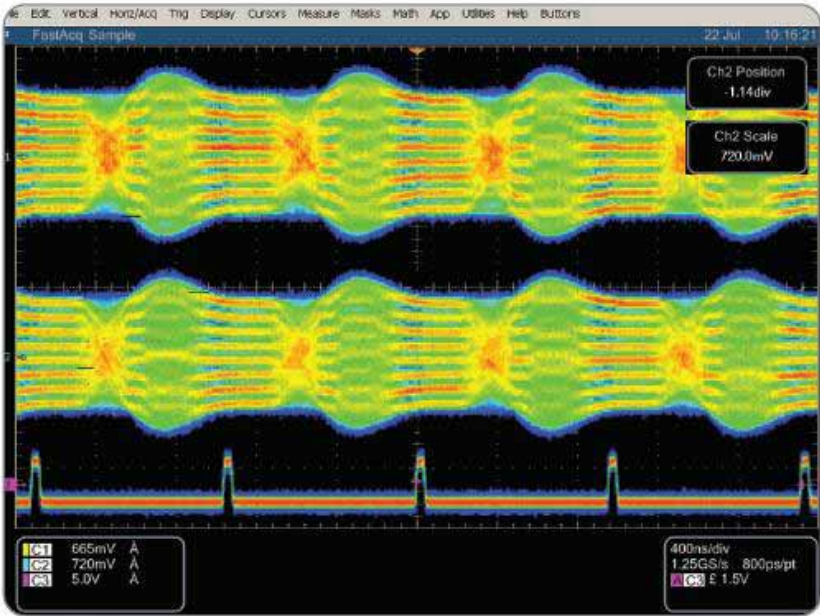 Edit Vertical Horiz/Acq Trig Display Cursors Measure Masks Math App Utilities Help Buttons
FastAcq Sample 22 Jul 10:16:21
Ch2 Position
-1.14div
Ch2 Scale
720.0mV
C1 665mV
C2 720mV
C3 5.0V
400ns/div
1.25GS/s 800ps/pt
A C3 £ 1.5V